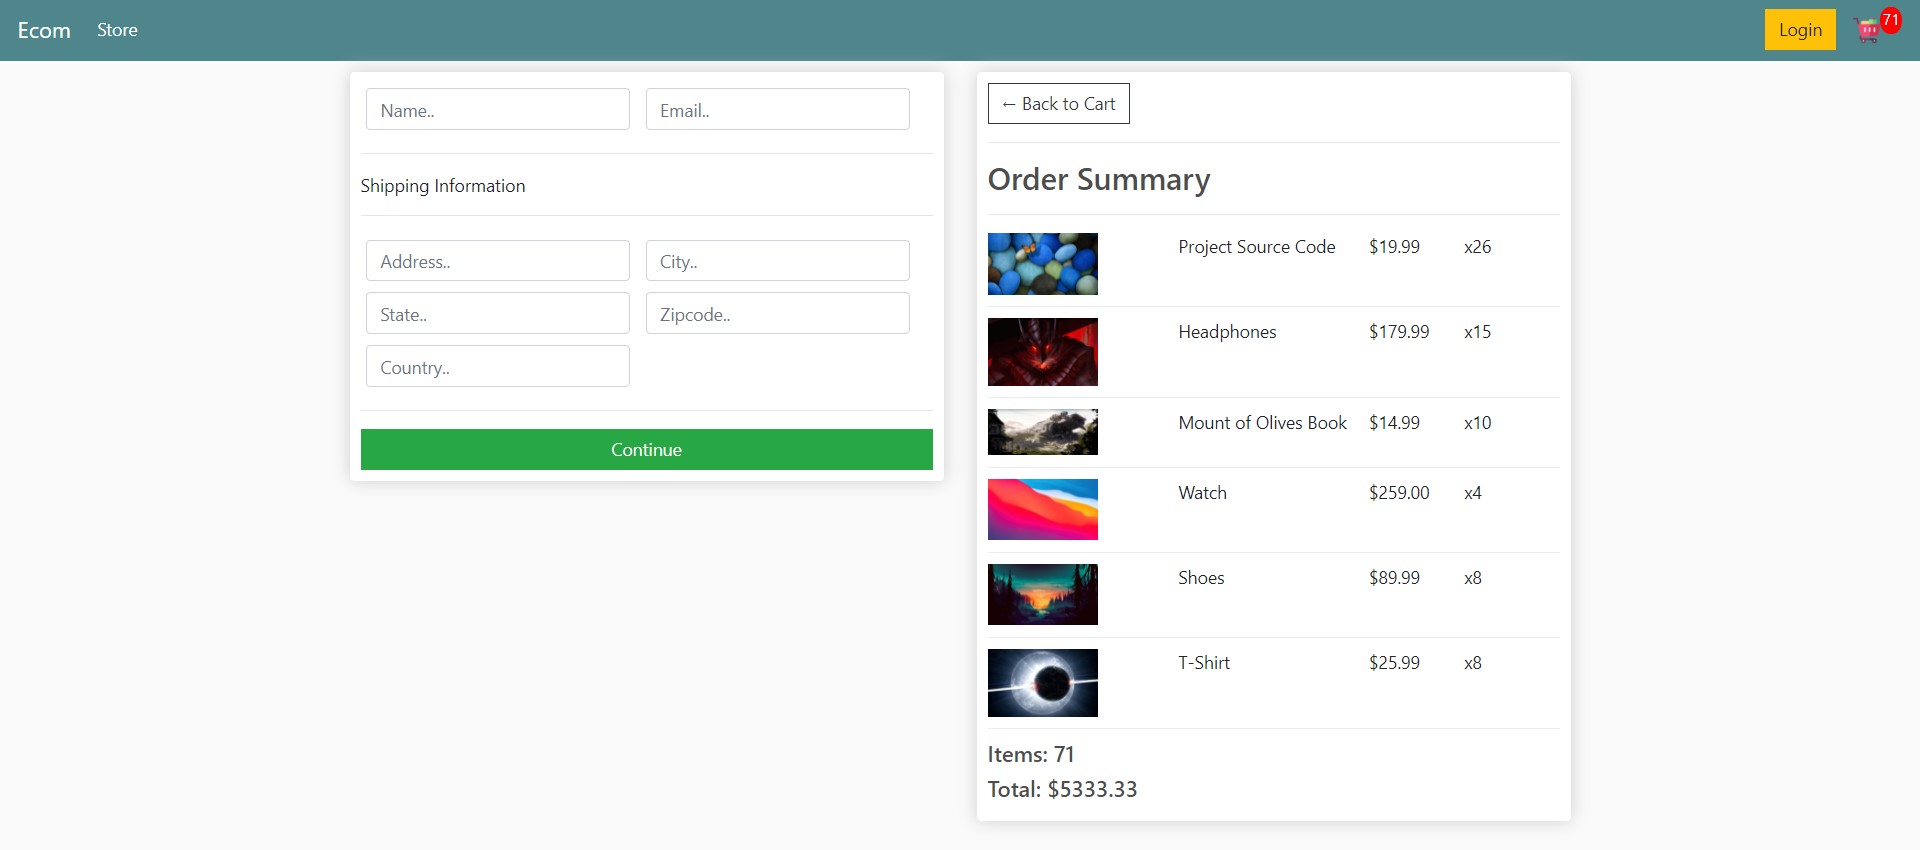 Ecom Store Login 71
Name.. Email..
Shipping Information
Address.. City..
State.. Zipcode..
Country..
Continue
← Back to Cart
Order Summary
Project Source Code $19.99 x26
Headphones $179.99 x15
Mount of Olives Book $14.99 x10
Watch $259.00 x4
Shoes $89.99 x8
T-Shirt $25.99 x8
Items: 71
Total: $5333.33